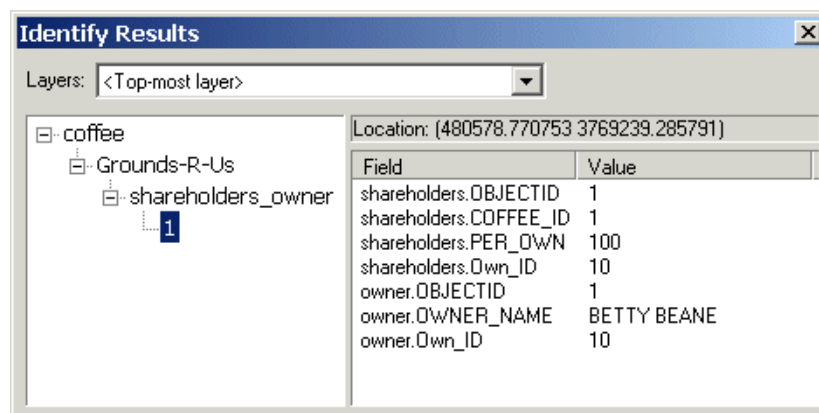 Identify Results
Layers: <Top-most layer>
coffee
Grounds-R-Us
shareholders_owner
1
Location: (480578.770753 3769239.285791)
Field Value
shareholders.OBJECTID 1
shareholders.COFFEE_ID 1
shareholders.PER_OWN 100
shareholders.Own_ID 10
owner.OBJECTID 1
owner.OWNER_NAME BETTY BEANE
owner.Own_ID 10